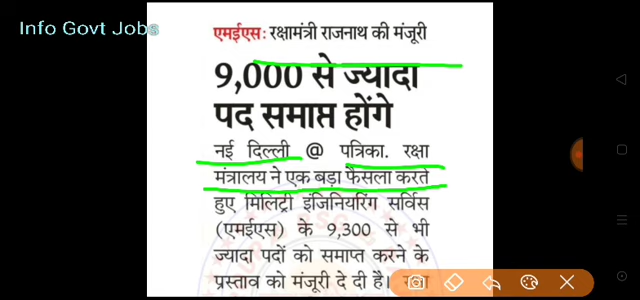 Info Govt Jobs
एमईएस: रक्षामंत्री राजनाथ की मंजूरी
9,000 से ज्यादा
पद समाप्त होंगे
नई दिल्ली @ पत्रिका. रक्षा
मंत्रालय ने एक बड़ा फैसला करते
हुए मिलिट्री इंजिनियरिंग सर्विस
(एमईएस) के 9,300 से भी
ज्यादा पदों को समाप्त करने के
प्रस्ताव को मंजूरी दे दी है।